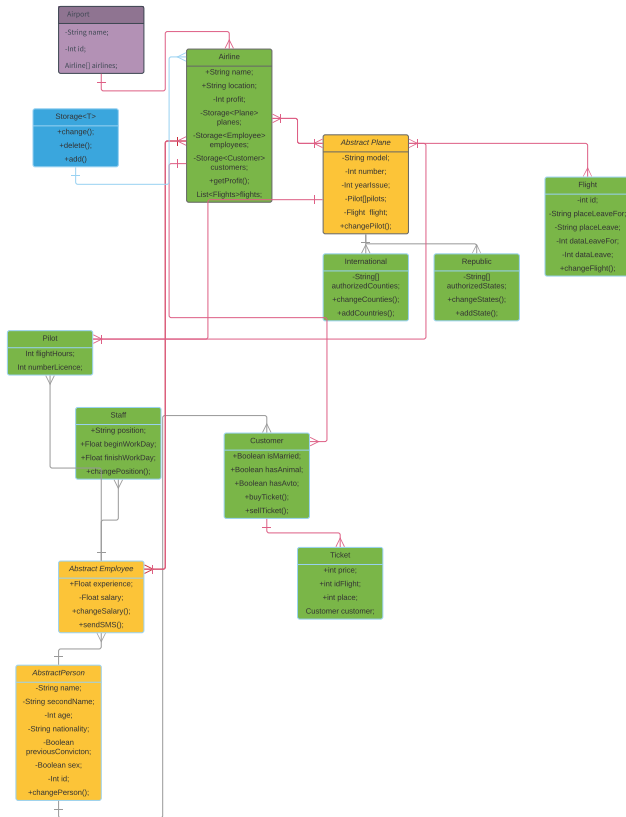 Airport
-String name;
-Int id;
Airline[] airlines;
Airline
+String name;
+String location;
-Int profit;
-Storage<Plane>
planes;
-Storage<Employee>
employees;
-Storage<Customer>
customers;
+getProfit();
List<Flights>flights;
Storage<T>
+change();
+delete();
+add()
Abstract Plane
-String model;
-Int number;
-Int yearIssue;
-Pilot[]pilots;
-Flight flight;
+changePilot();
Flight
-Int id;
-String placeLeaveFor;
-String placeLeave;
-Int dataLeaveFor;
-Int dataLeave;
+changeFlight();
International
-String[]
authorizedCounties;
+changeCounties();
+addCountries();
Republic
-String[]
authorizedStates;
+changeStates();
+addState();
Pilot
Int flightHours;
Int numberLicence;
Staff
+String position;
+Float beginWorkDay;
+Float finishWorkDay;
+changePosition();
Customer
+Boolean isMarried;
+Boolean hasAnimal;
+Boolean hasAvto;
+buyTicket();
+sellTicket();
Ticket
+int price;
+int idFlight;
+int place;
Customer customer;
Abstract Employee
+Float experience;
-Float salary;
+changeSalary();
+sendSMS();
AbstractPerson
-String name;
-String secondName;
-Int age;
-String nationality;
-Boolean
previousConvicton;
-Boolean sex;
-Int id;
+changePerson();